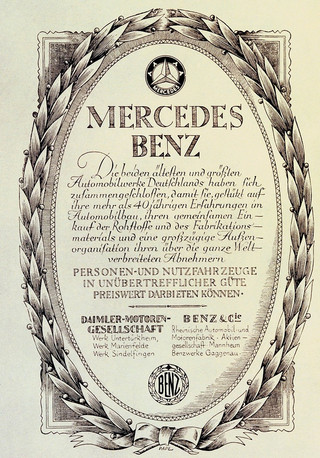 MERCEDES
MERCEDES
BENZ
Die beiden ältesten und größten
Automobilwerke Deutschlands haben sich
zusammengeschlossen, damit sie, gestützt auf
ihre mehr als 40jährigen Erfahrungen im
Automobilbau, ihren gemeinsamen Ein-
kauf der Rohstoffe und des Fabrikations-
materials und eine großzügige Außen-
organisation ihren über die ganze Welt-
verbreiteten Abnehmern
PERSONEN-UND NUTZFAHRZEUGE
IN UNÜBERTREFFLICHER GÜTE
PREISWERT DARBIETEN KÖNNEN·
DAIMLER-MOTOREN-
GESELLSCHAFT
Werk Untertürkheim,
Werk Marienfelde
Werk Sindelfingen
BENZ & Cie
Rheinische Automobil und
Motorenfabrik-Aktien-
gesellschaft Mannheim
Benzwerke Gaggenau
BENZ